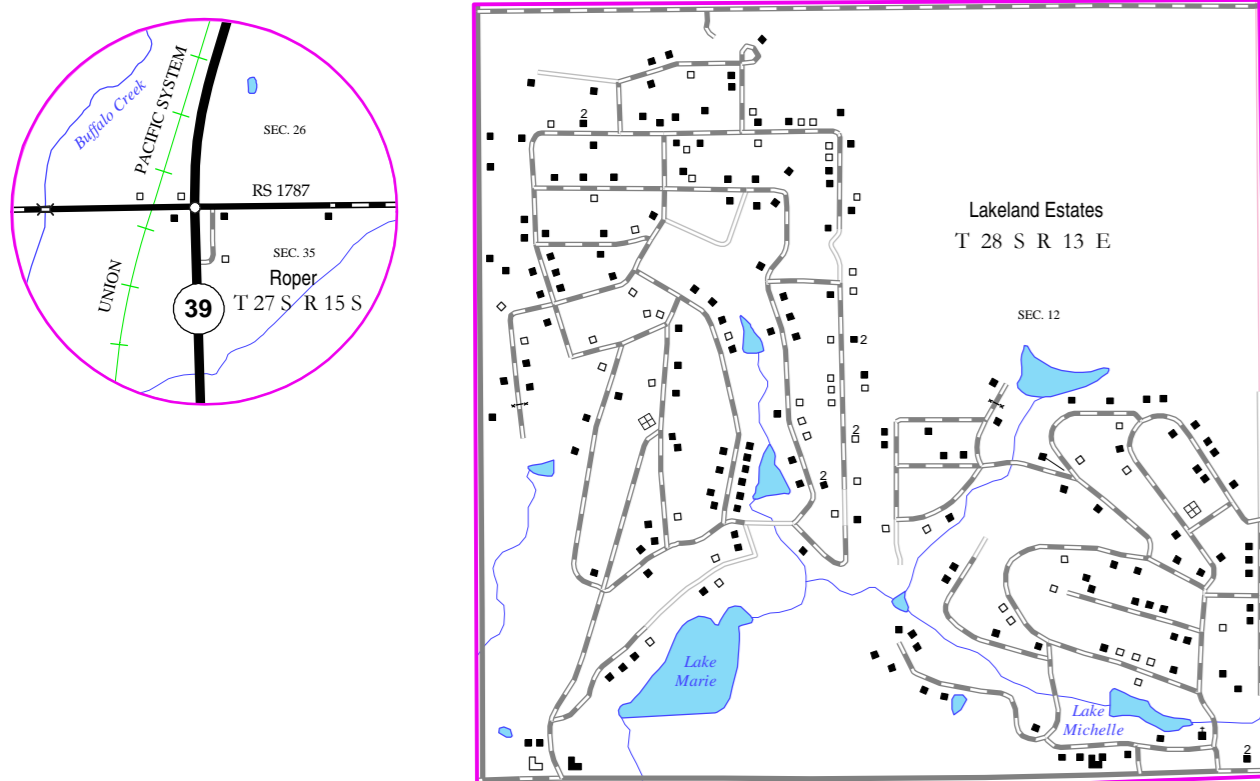 Buffalo Creek
PACIFIC SYSTEM
SEC. 26
RS 1787
SEC. 35
Roper
T 27 S R 15 S
UNION
39
2
Lakeland Estates
T 28 S R 13 E
SEC. 12
2
2
2
Lake
Marie
Lake
Michelle
2